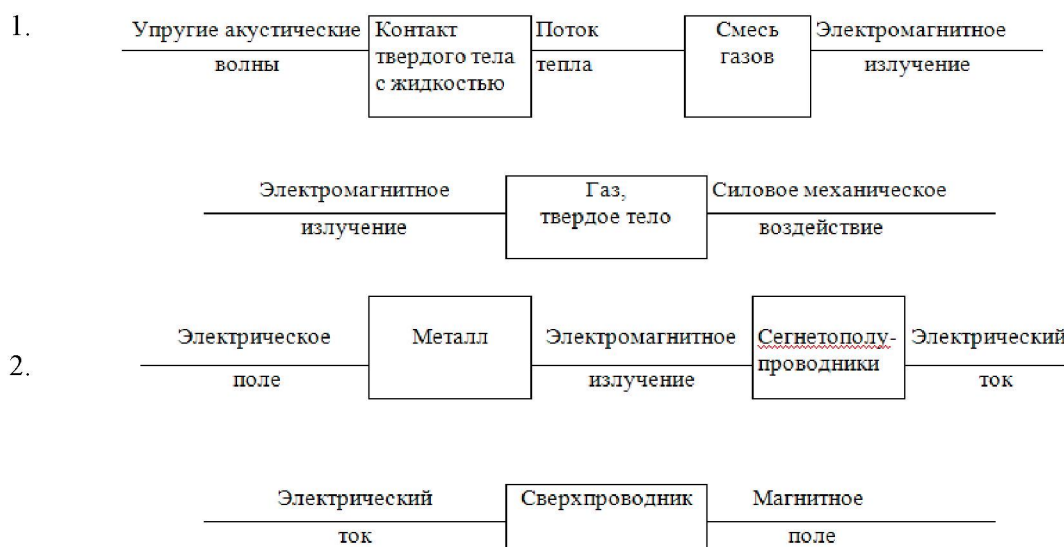 1.
Упругие акустические
волны
Контакт
твердого тела
с жидкостью
Поток
тепла
Смесь
газов
Электромагнитное
излучение
Электромагнитное
излучение
Газ,
твердое тело
Силовое механическое
воздействие
2.
Электрическое
поле
Металл
Электромагнитное
излучение
Сегнетополу-
проводники
Электрический
ток
Электрический
ток
Сверхпроводник
Магнитное
поле